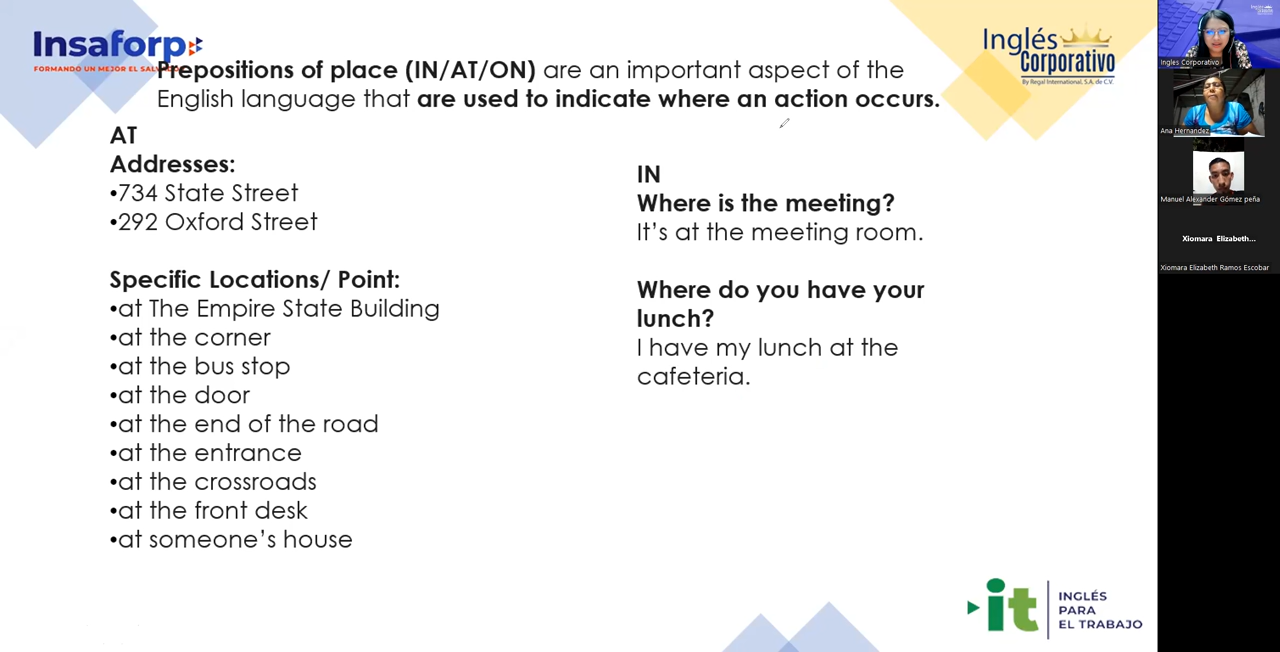 Insaforp
FORMANDO UN MEJOR EL
Prepositions of place (IN/AT/ON) are an important aspect of the
English language that are used to indicate where an action occurs.
Inglés
Corporativo
By Regal International, S.A. de C.V.
AT
Addresses:
•734 State Street
•292 Oxford Street
Specific Locations/ Point:
•at The Empire State Building
•at the corner
•at the bus stop
•at the door
•at the end of the road
•at the entrance
•at the crossroads
•at the front desk
•at someone’s house
IN
Where is the meeting?
It’s at the meeting room.
Where do you have your
lunch?
I have my lunch at the
cafeteria.
it
INGLÉS
PARA
EL TRABAJO
Ingles Corporativo
Ana Hernandez
Manuel Alexander Gómez peña
Xiomara Elizabeth...
Xiomara Elizabeth Ramos Escobar